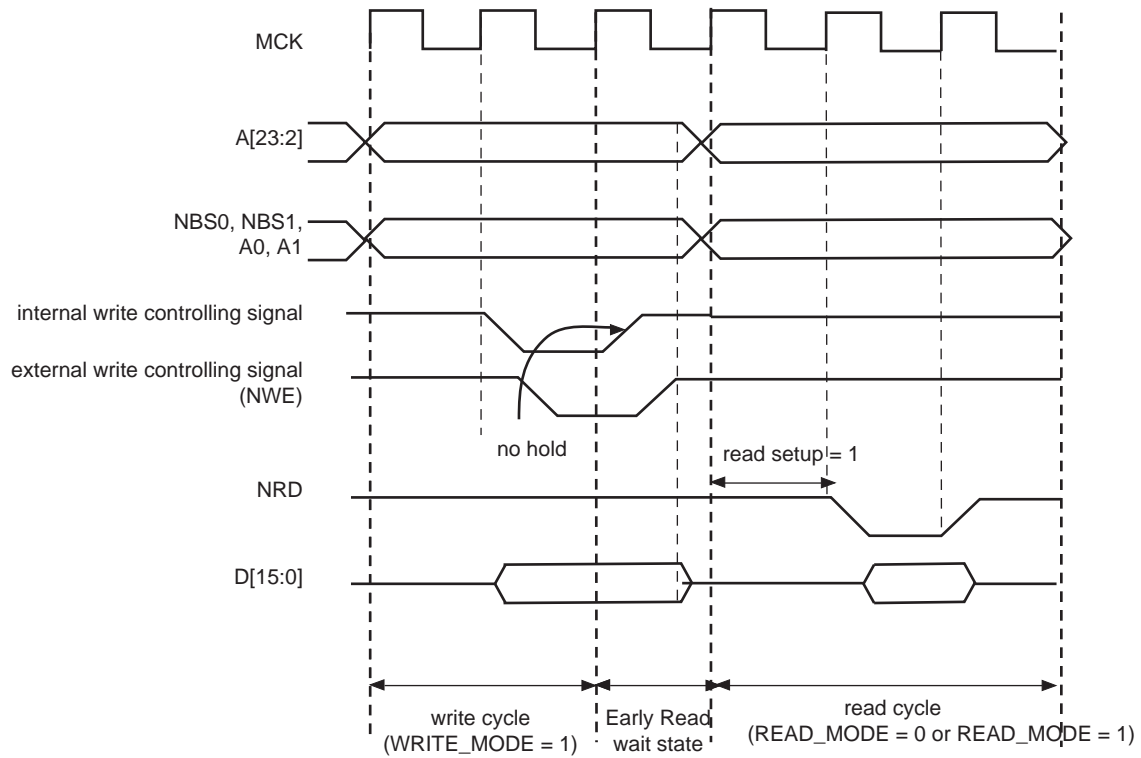 MCK
A[23:2]
NBS0, NBS1,
A0, A1
internal write controlling signal
external write controlling signal
(NWE)
no hold
read setup = 1
NRD
D[15:0]
write cycle
(WRITE_MODE = 1)
Early Read
wait state
read cycle
(READ_MODE = 0 or READ_MODE = 1)